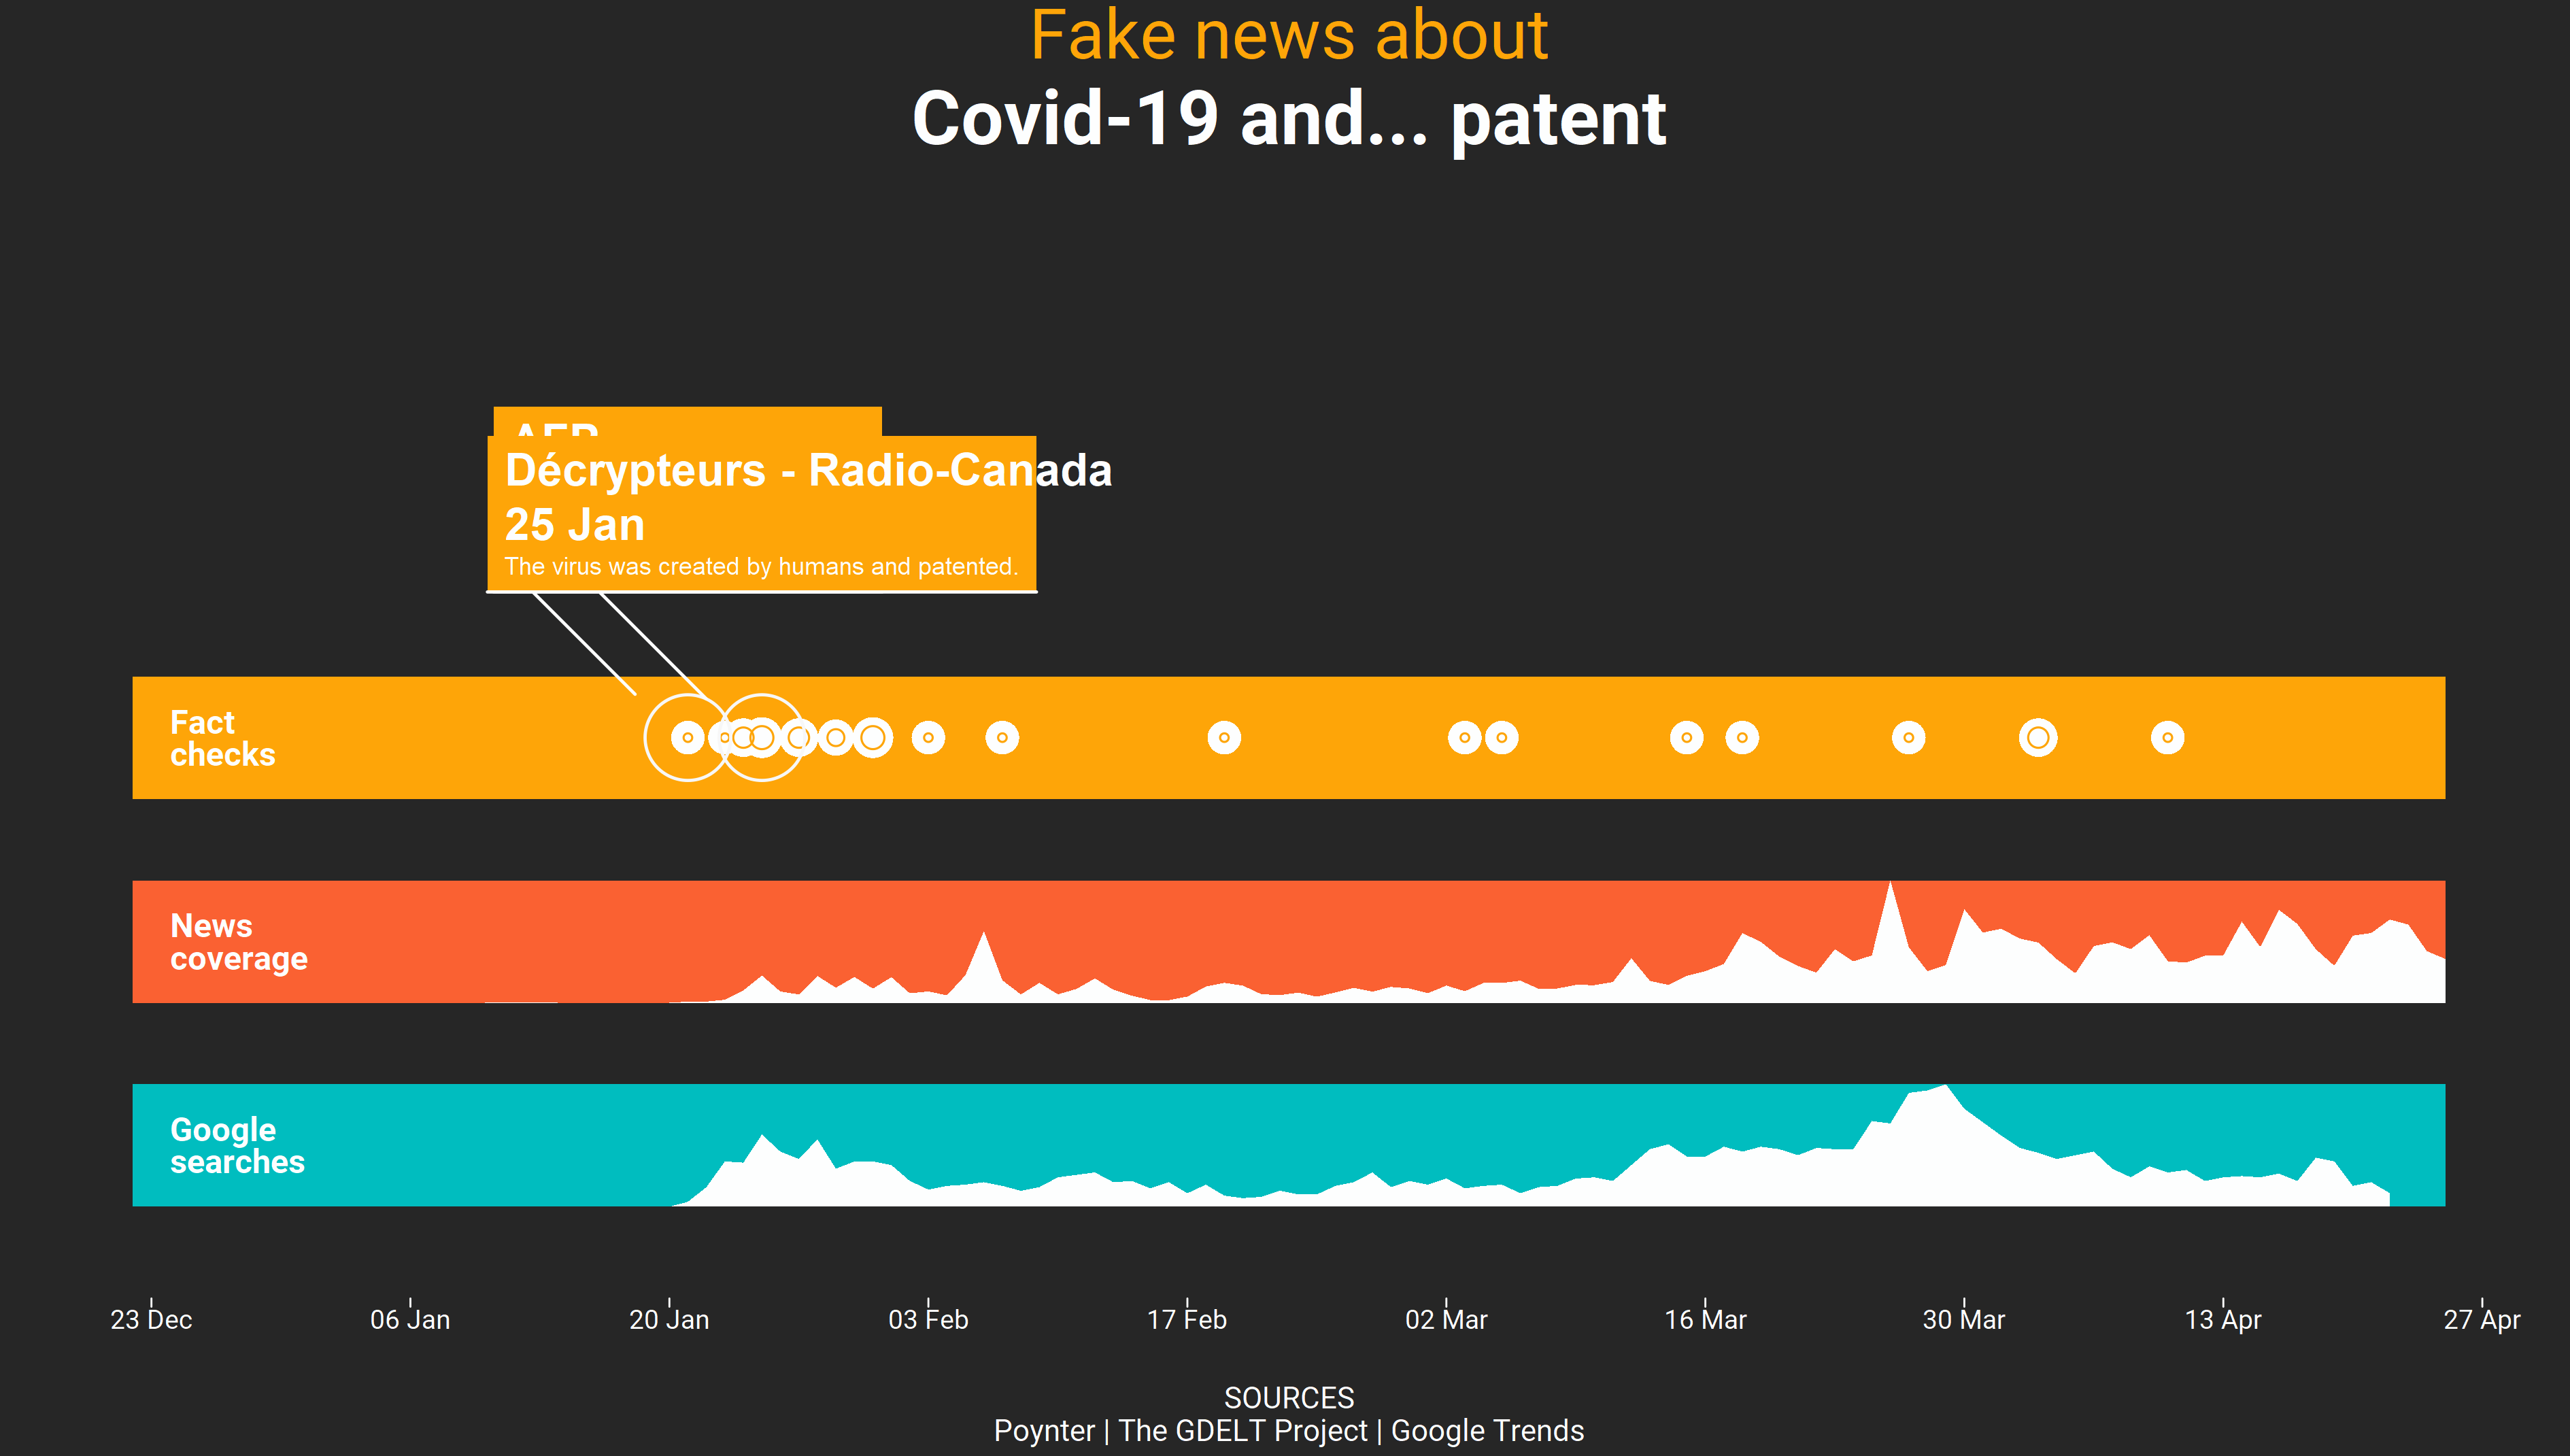 Fake news about
Covid-19 and... patent
Décrypteurs - Radio-Canada
25 Jan
The virus was created by humans and patented.
Fact
checks
News
coverage
Google
searches
23 Dec
06 Jan
20 Jan
03 Feb
17 Feb
02 Mar
16 Mar
30 Mar
13 Apr
27 Apr
SOURCES
Poynter | The GDELT Project | Google Trends